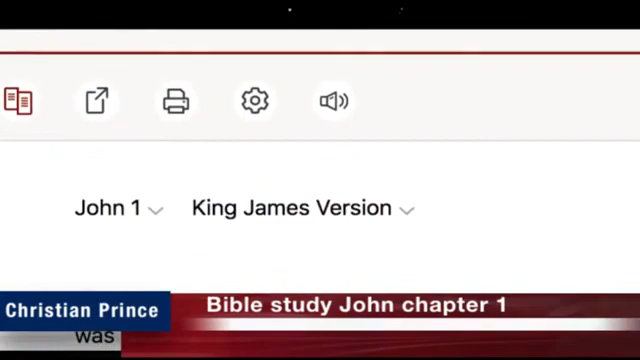 John 1 King James Version
Bible study John chapter 1
Christian Prince
was